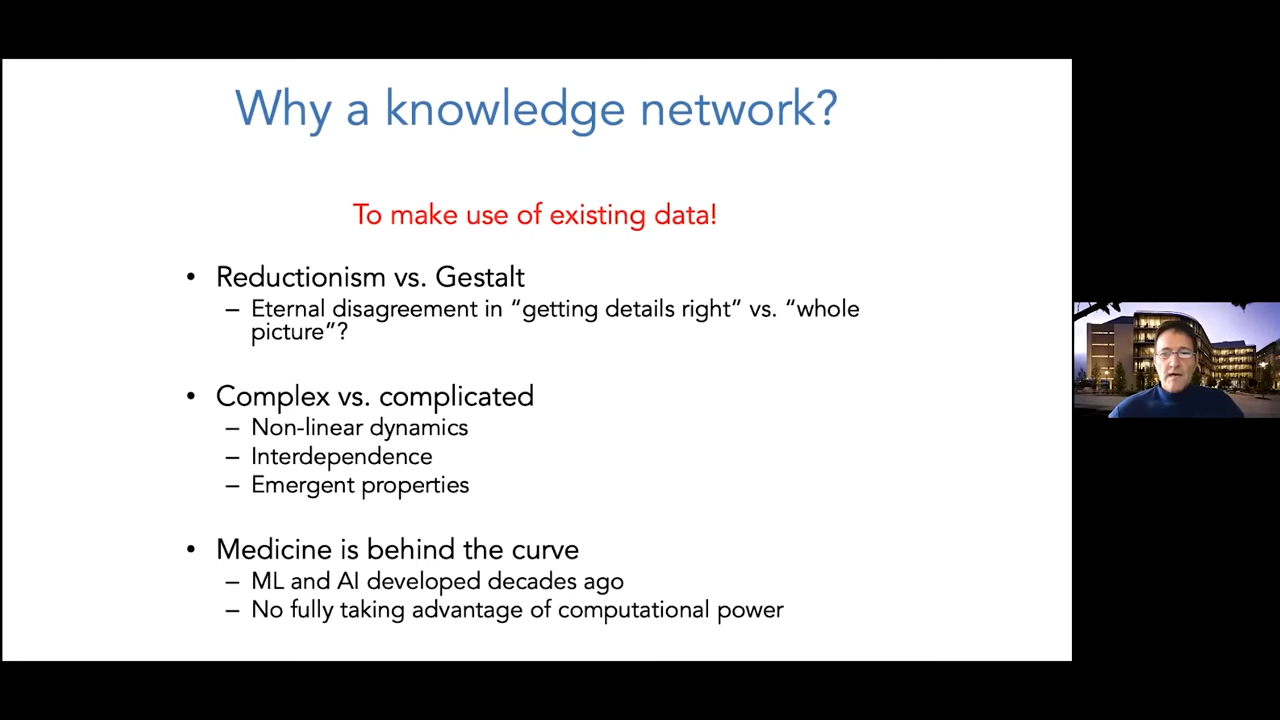 Why a knowledge network?
To make use of existing data!
• Reductionism vs. Gestalt
– Eternal disagreement in “getting details right” vs. “whole
picture”?
• Complex vs. complicated
– Non-linear dynamics
– Interdependence
– Emergent properties
• Medicine is behind the curve
– ML and AI developed decades ago
– No fully taking advantage of computational power